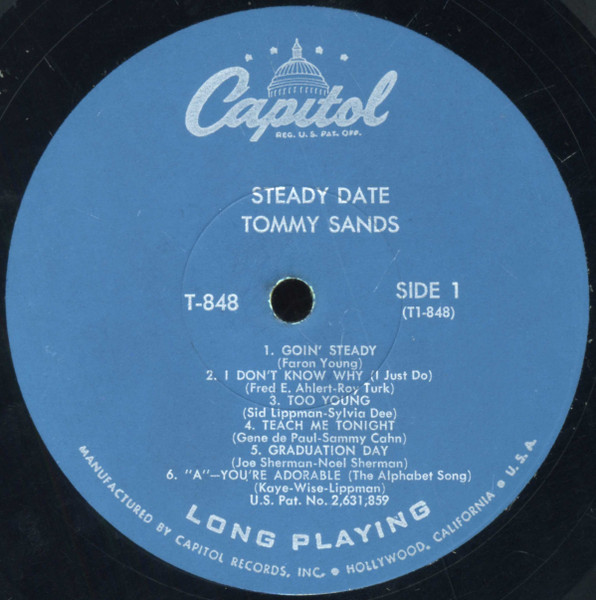 Capitol
REG. U.S. PAT. OFF.
STEADY DATE
TOMMY SANDS
T-848
SIDE 1
(T1-848)
1. GOIN' STEADY
(Faron Young)
2. I DON'T KNOW WHY (I Just Do)
(Fred E. Ahlert-Roy Turk)
3. TOO YOUNG
(Sid Lippman-Sylvia Dee)
4. TEACH ME TONIGHT
(Gene de Paul-Sammy Cahn)
5. GRADUATION DAY
(Joe Sherman-Noel Sherman)
6. "A"—YOU'RE ADORABLE (The Alphabet Song)
(Kaye-Wise-Lippman)
U.S. Pat. No. 2,631,859
LONG PLAYING
MANUFACTURED BY CAPITOL RECORDS, INC. • HOLLYWOOD, CALIFORNIA • U.S.A.